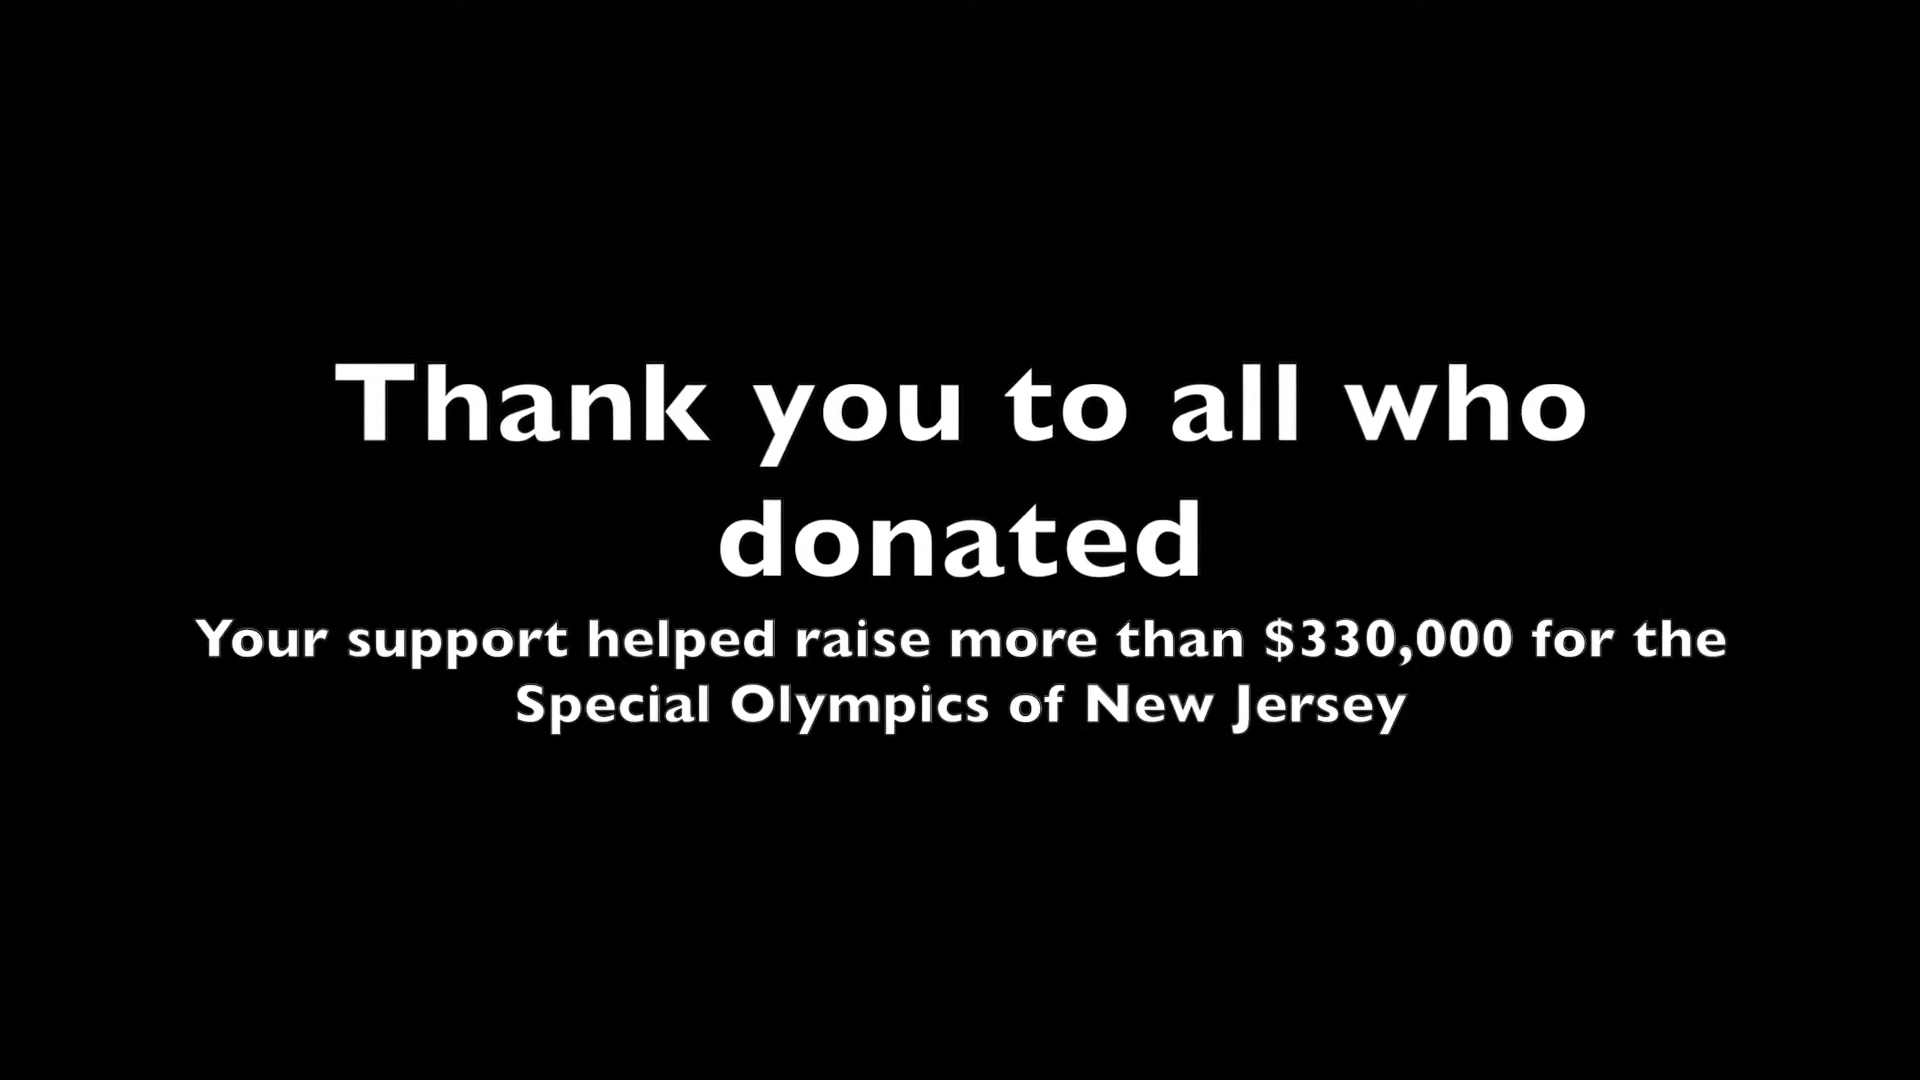 Thank you to all who
donated
Your support helped raise more than $330,000 for the
Special Olympics of New Jersey